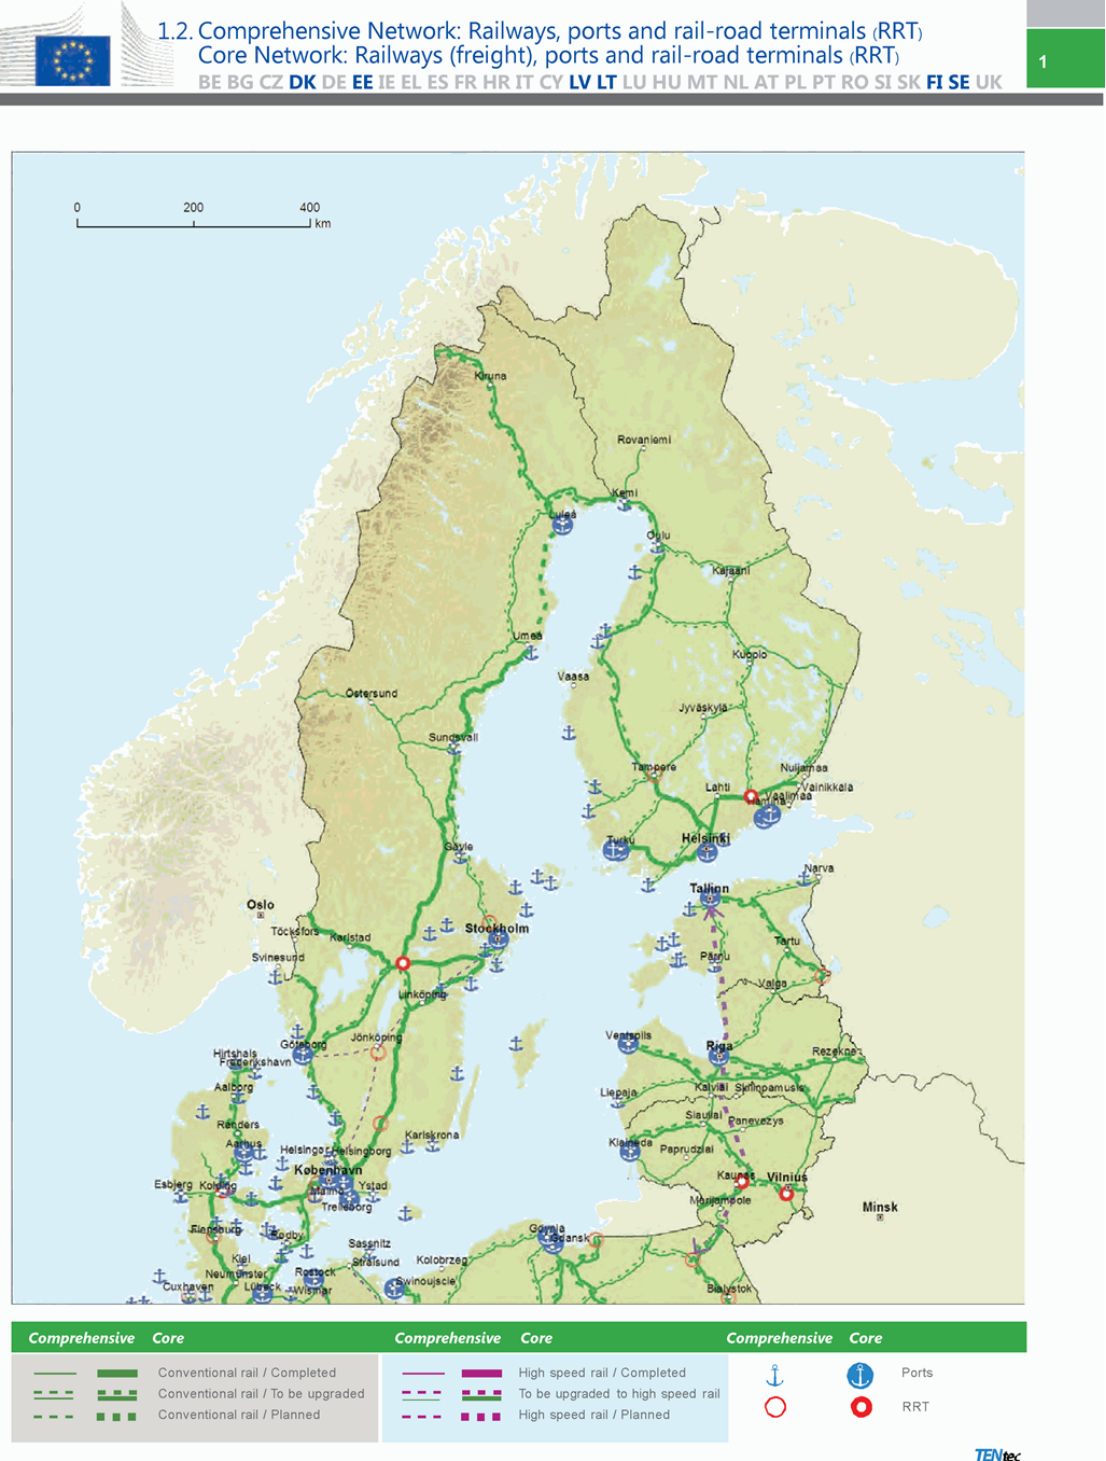 1.2. Comprehensive Network: Railways, ports and rail-road terminals (RRT)
Core Network: Railways (freight), ports and rail-road terminals (RRT)
BE BG CZ DK DE EE IE EL ES FR HR IT CY LV LT LU HU MT NL AT PL PT RO SI SK FI SE UK
1
0 200 400
km
Kiruna
Rovaniemi
Kemi
Luleå
Oulu
Kajaani
Umeå
Kuopio
Vaasa
Östersund
Jyväskylä
Sundsvall
Tampere
Nuijamaa
Lahti
Vainikkala
Vaalimaa
Hamina
Turku
Helsinki
Gävle
Narva
Tallinn
Oslo
Töcksfors
Karlstad
Stockholm
Tartu
Svinesund
Pärnu
Valga
Linköping
Ventspils
Jönköping
Göteborg
Riga
Rezekne
Hirtshals
Frederikshavn
Aalborg
Liepaja
Kalviai
Skrinpamusis
Siauliai
Panevezys
Randers
Karlskrona
Aarhus
Helsingør
Helsingborg
Klaipeda
Paprudziai
København
Kaunas
Vilnius
Esbjerg
Kolding
Malmö
Ystad
Trelleborg
Marijampole
Minsk
Flensburg
Rødby
Gdynia
Gdansk
Sassnitz
Kiel
Stralsund
Kolobrzeg
Neumünster
Rostock
Swinoujscie
Cuxhaven
Lübeck
Wismar
Bialystok
Comprehensive Core
Comprehensive Core
Comprehensive Core
Conventional rail / Completed
Conventional rail / To be upgraded
Conventional rail / Planned
High speed rail / Completed
To be upgraded to high speed rail
High speed rail / Planned
Ports
RRT
TENtec